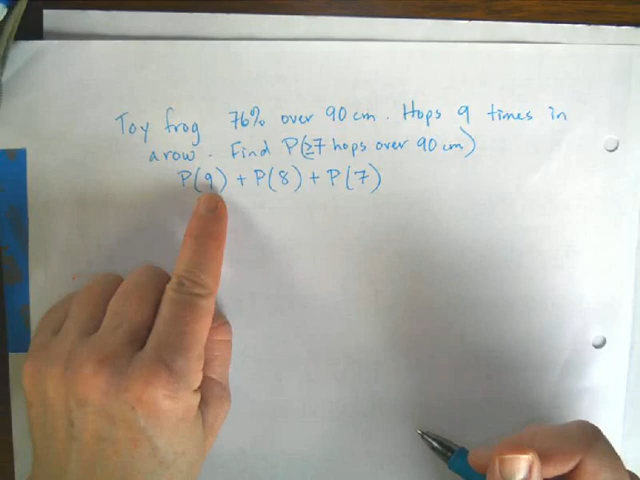 Toy frog 76% over 90 cm. Hops 9 times in
a row. Find P(≥7 hops over 90 cm)
P(9) + P(8) + P(7)